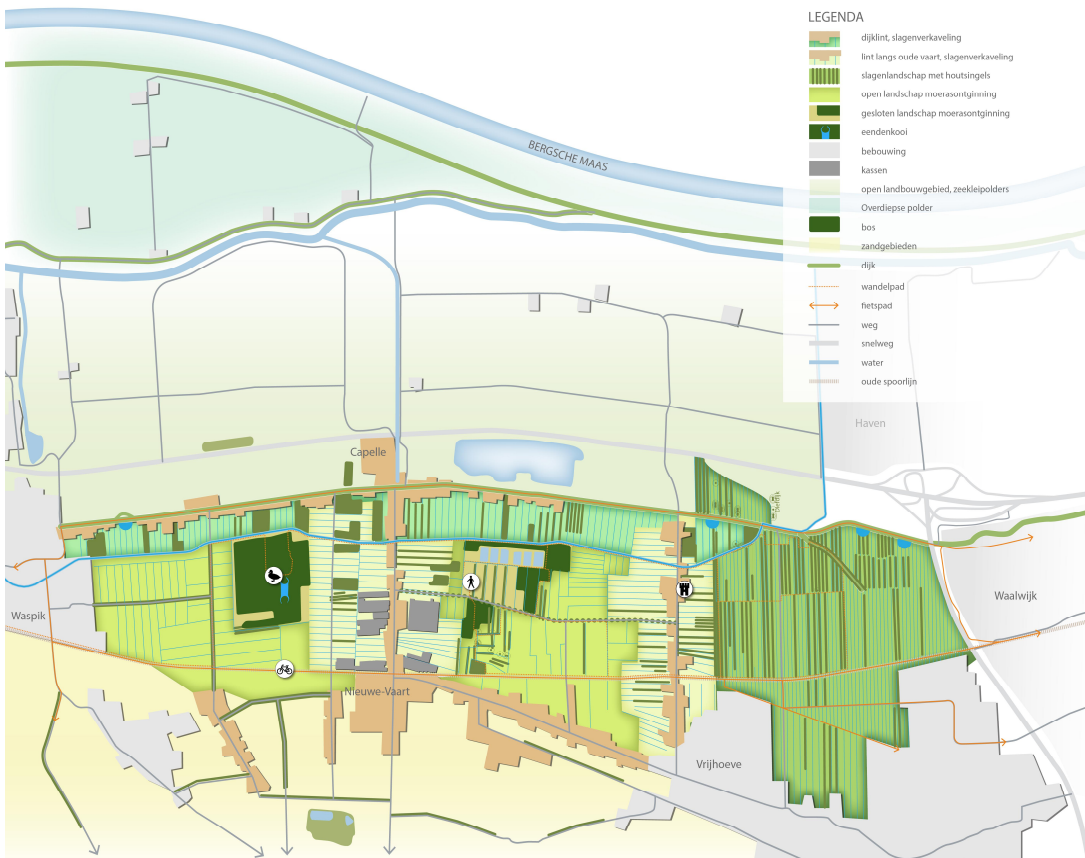 LEGENDA
dijklint, slagenverkaveling
lint langs oude vaart, slagenverkaveling
slagenlandschap met houtsingels
open landschap moerasontginning
gesloten landschap moerasontginning
eendenkooi
bebouwing
kassen
open landbouwgebied, zeekleipolders
Overdiepse polder
bos
zandgebieden
dijk
wandelpad
fietspad
weg
snelweg
water
oude spoorlijn
BERGSCHE MAAS
Haven
Capelle
Waspik
Waalwijk
Nieuwe-Vaart
Vrijhoeve